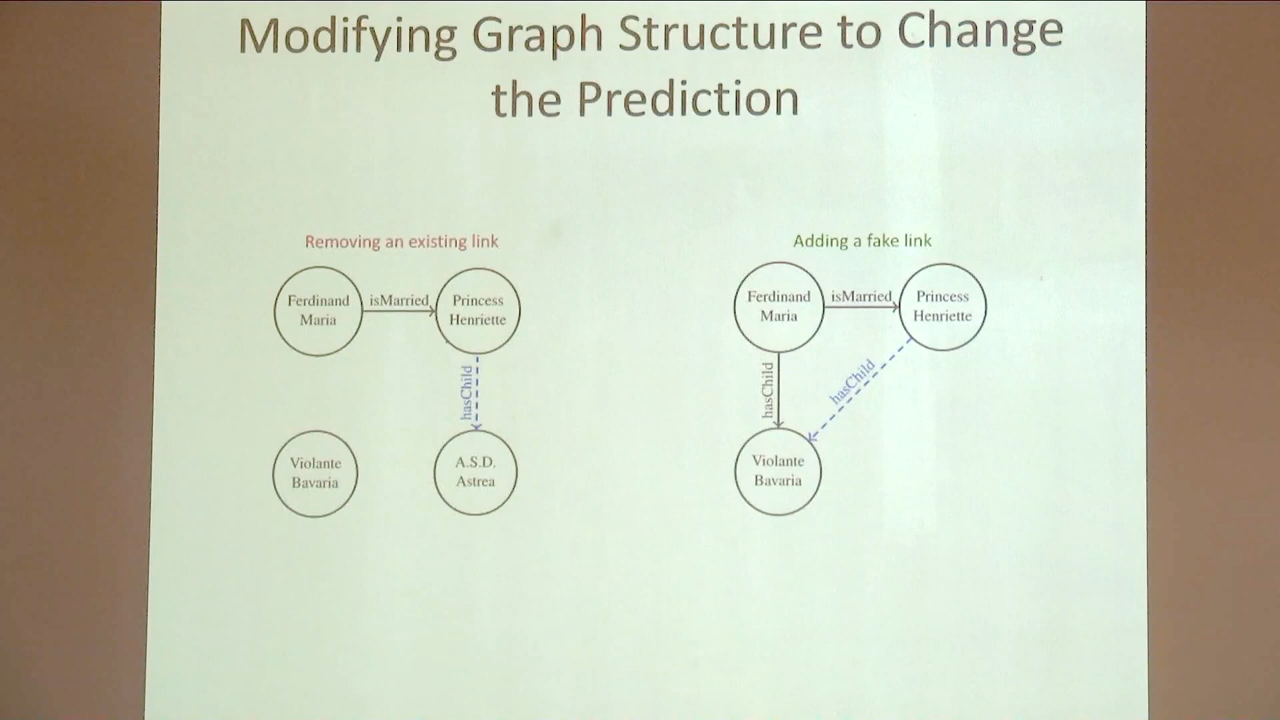 Modifying Graph Structure to Change
the Prediction
Removing an existing link
Ferdinand
Maria
isMarried
Princess
Henriette
hasChild
Violante
Bavaria
A.S.D.
Astrea
Adding a fake link
Ferdinand
Maria
isMarried
Princess
Henriette
hasChild
hasChild
Violante
Bavaria